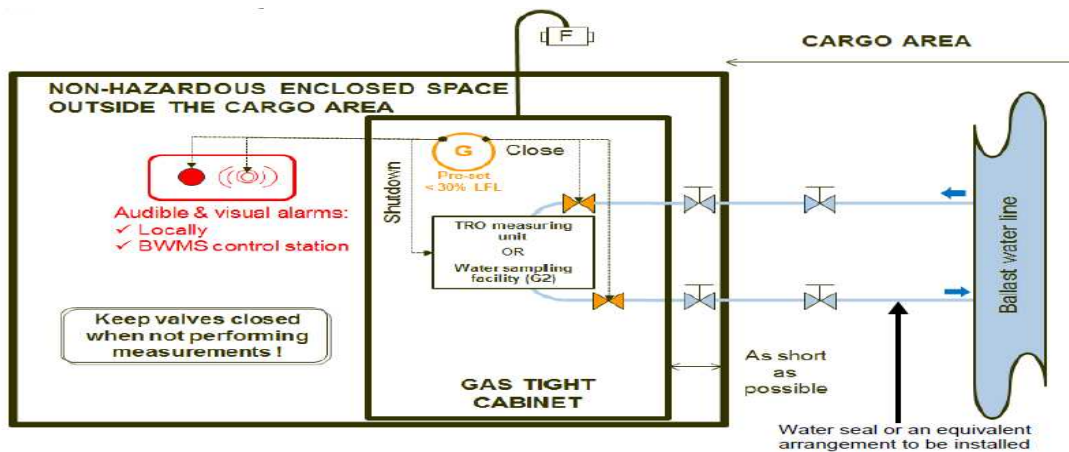 F
CARGO AREA
NON-HAZARDOUS ENCLOSED SPACE
OUTSIDE THE CARGO AREA
G
Close
Pre-set
< 30% LFL
Shutdown
Audible & visual alarms:
✓ Locally
✓ BWMS control station
TRO measuring
unit
OR
Water sampling
facility (G2)
Ballast water line
Keep valves closed
when not performing
measurements !
As short
as
possible
GAS TIGHT
CABINET
Water seal or an equivalent
arrangement to be installed